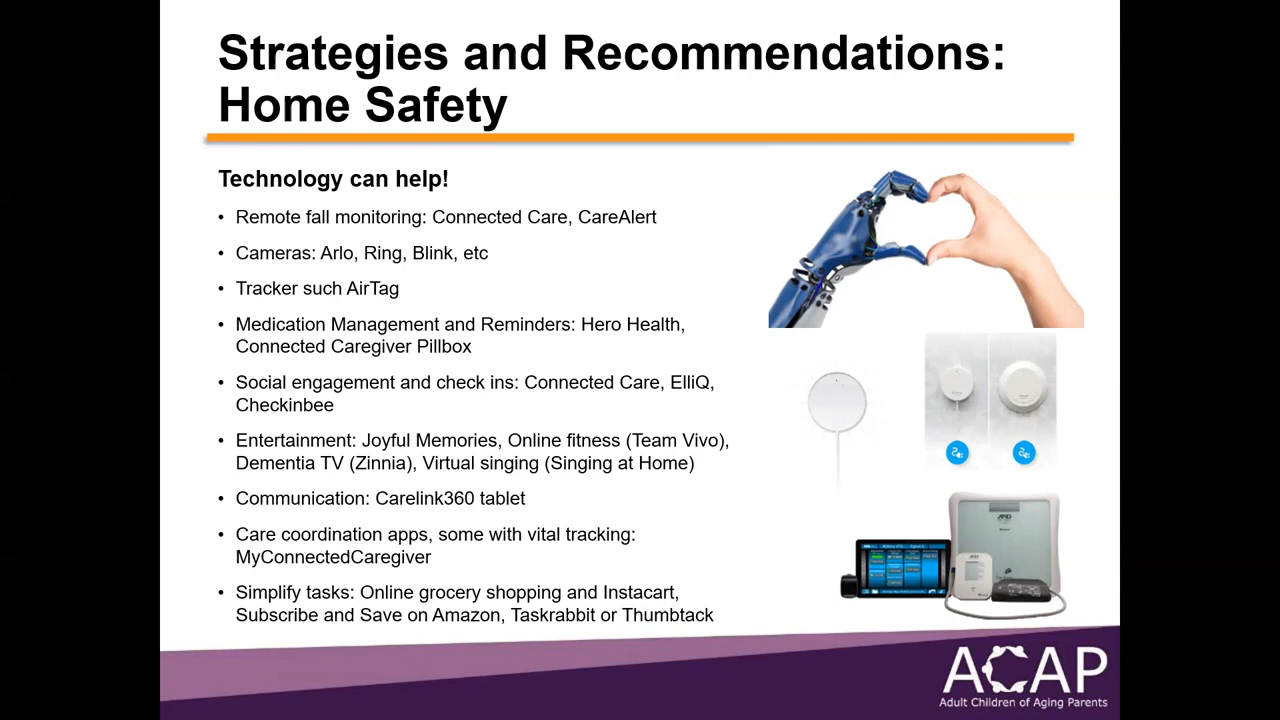 Strategies and Recommendations:
Home Safety
Technology can help!
• Remote fall monitoring: Connected Care, CareAlert
• Cameras: Arlo, Ring, Blink, etc
• Tracker such AirTag
• Medication Management and Reminders: Hero Health,
Connected Caregiver Pillbox
• Social engagement and check ins: Connected Care, ElliQ,
Checkinbee
• Entertainment: Joyful Memories, Online fitness (Team Vivo),
Dementia TV (Zinnia), Virtual singing (Singing at Home)
• Communication: Carelink360 tablet
• Care coordination apps, some with vital tracking:
MyConnectedCaregiver
• Simplify tasks: Online grocery shopping and Instacart,
Subscribe and Save on Amazon, Taskrabbit or Thumbtack
AND
ACAP
Adult Children of Aging Parents